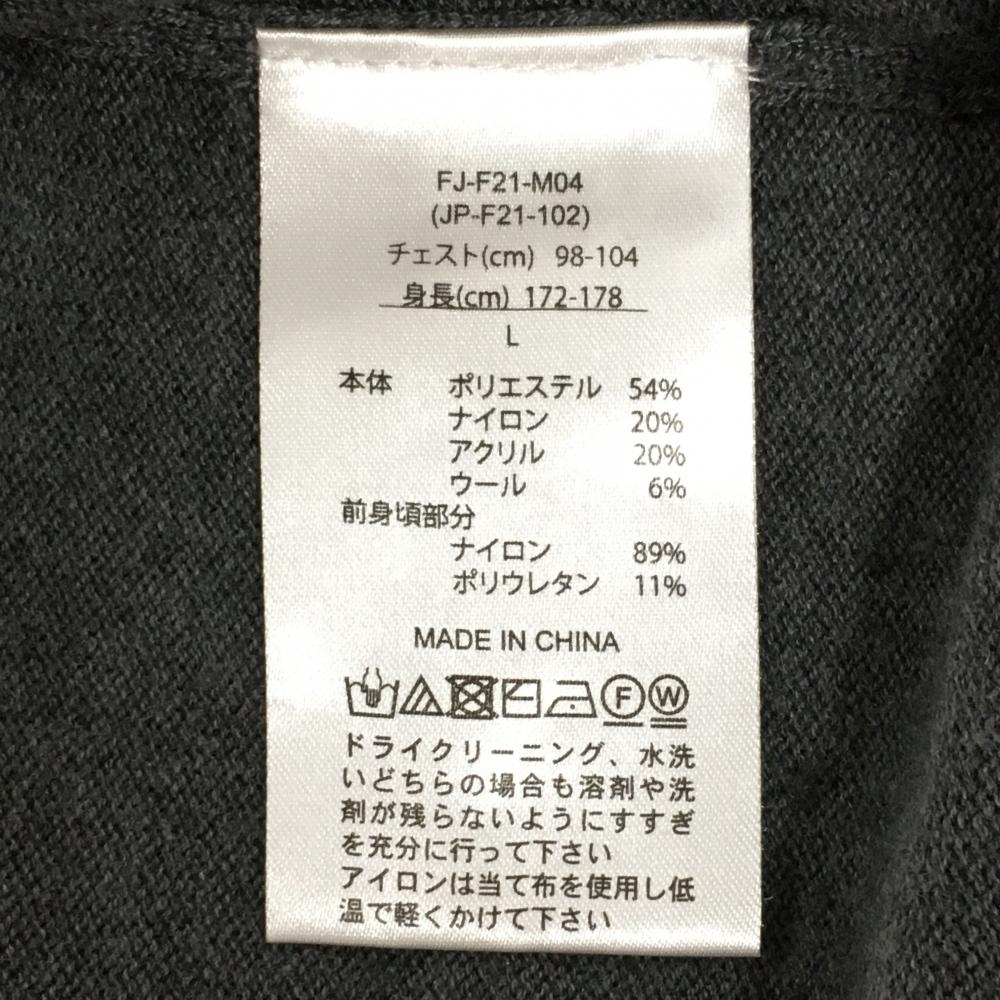 FJ-F21-M04
(JP-F21-102)
チェスト(cm) 98-104
身長(cm) 172-178
L
本体 ポリエステル 54%
ナイロン 20%
アクリル 20%
ウール 6%
前身頃部分
ナイロン 89%
ポリウレタン 11%
MADE IN CHINA
F W
ドライクリーニング、水洗
いどちらの場合も溶剤や洗
剤が残らないようにすすぎ
を充分に行って下さい
アイロンは当て布を使用し低
温で軽くかけて下さい